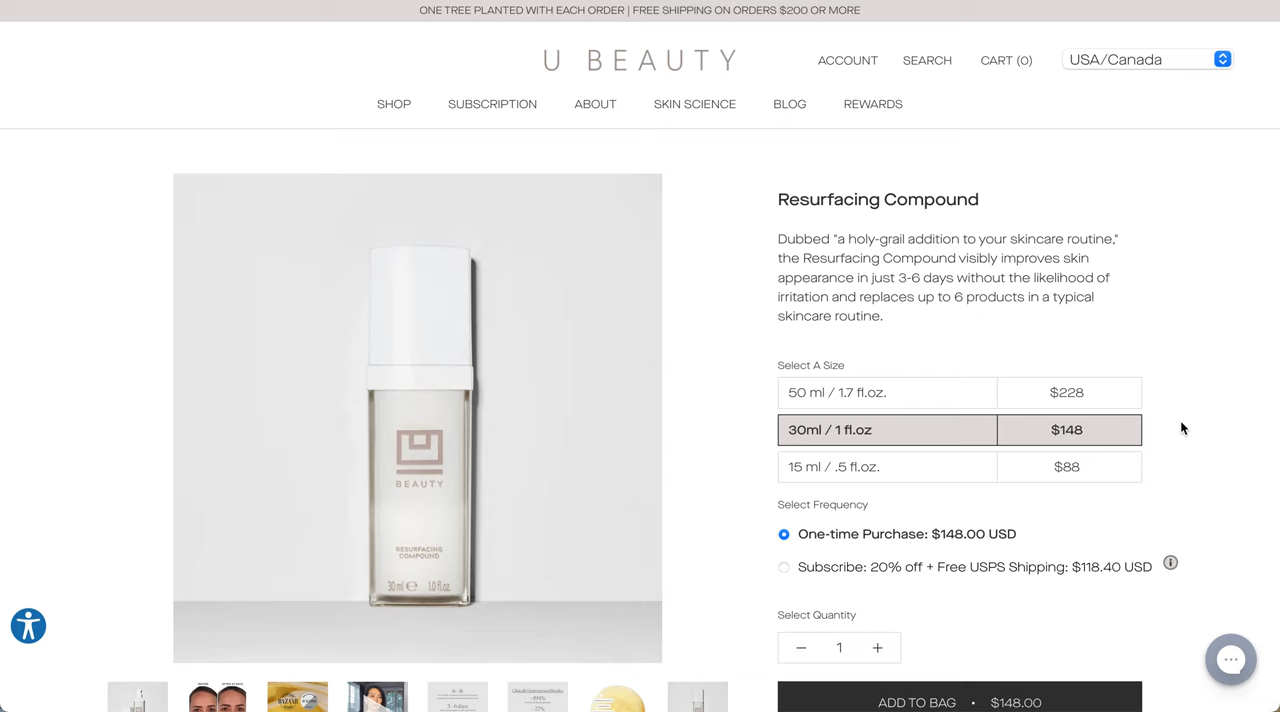 ONE TREE PLANTED WITH EACH ORDER | FREE SHIPPING ON ORDERS $200 OR MORE
U BEAUTY
ACCOUNT SEARCH CART (0) USA/Canada
SHOP SUBSCRIPTION ABOUT SKIN SCIENCE BLOG REWARDS
BEAUTY
RESURFACING
COMPOUND
30 ml ℮ 1.0 fl.oz.
Resurfacing Compound
Dubbed "a holy-grail addition to your skincare routine,"
the Resurfacing Compound visibly improves skin
appearance in just 3-6 days without the likelihood of
irritation and replaces up to 6 products in a typical
skincare routine.
Select A Size
50 ml / 1.7 fl.oz. $228
30ml / 1 fl.oz $148
15 ml / .5 fl.oz. $88
Select Frequency
One-time Purchase: $148.00 USD
Subscribe: 20% off + Free USPS Shipping: $118.40 USD
Select Quantity
− 1 +
ADD TO BAG • $148.00
BAZAAR